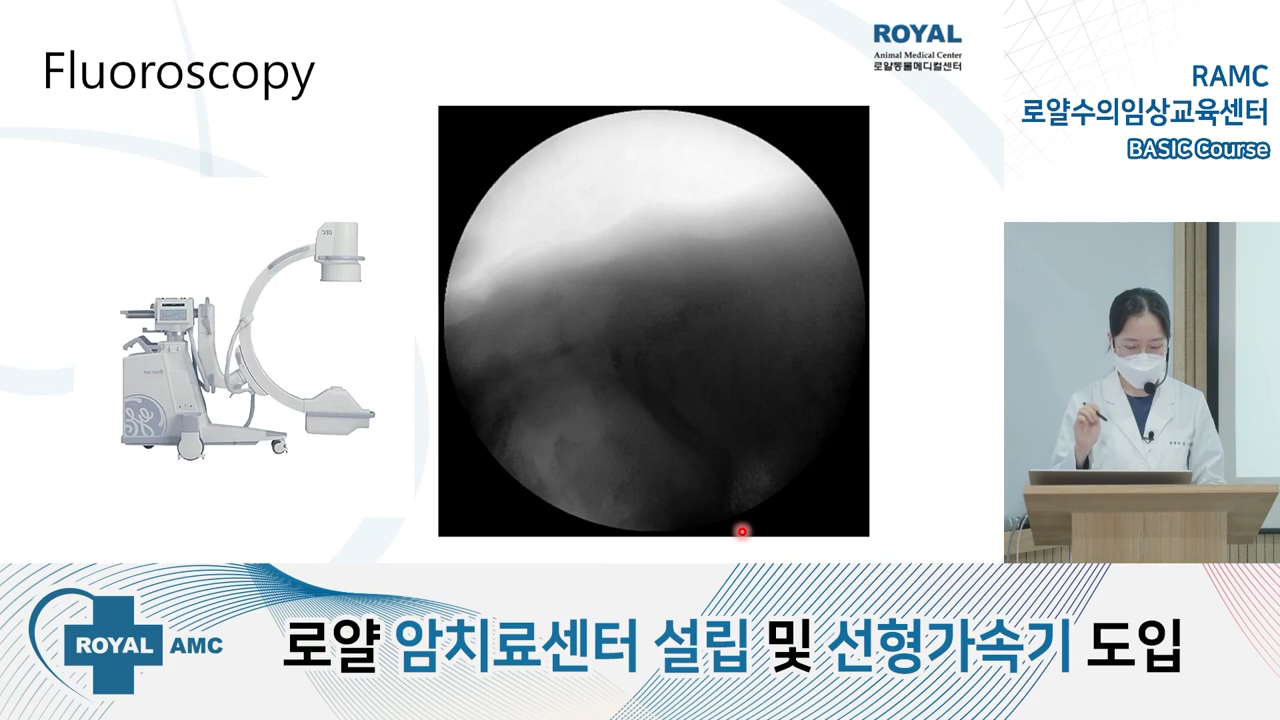 Fluoroscopy
ROYAL
Animal Medical Center
로얄동물메디컬센터
RAMC
로얄수의임상교육센터
BASIC Course
ROYAL AMC
로얄 암치료센터 설립 및 선형가속기 도입